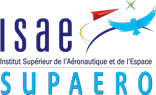 isae
Institut Supérieur de l'Aéronautique et de l'Espace
SUPAERO